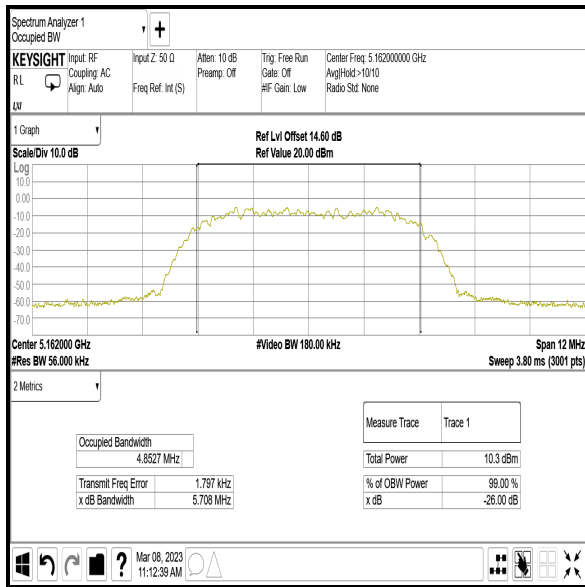 Spectrum Analyzer 1
Occupied BW
KEYSIGHT
R L
LXI
Input: RF
Coupling: AC
Align: Auto
Input Z: 50 Ω
Freq Ref: Int (S)
Atten: 10 dB
Preamp: Off
Trig: Free Run
Gate: Off
#IF Gain: Low
Center Freq: 5.162000000 GHz
Avg|Hold:>10/10
Radio Std: None
1 Graph
Scale/Div 10.0 dB
Ref Lvl Offset 14.60 dB
Ref Value 20.00 dBm
Log
10.0
0.00
-10.0
-20.0
-30.0
-40.0
-50.0
-60.0
-70.0
Center 5.162000 GHz
#Video BW 180.00 kHz
Span 12 MHz
#Res BW 56.000 kHz
Sweep 3.80 ms (3001 pts)
2 Metrics
Occupied Bandwidth
4.8527 MHz
Transmit Freq Error 1.797 kHz
x dB Bandwidth 5.708 MHz
Measure Trace Trace 1
Total Power 10.3 dBm
% of OBW Power 99.00 %
x dB -26.00 dB
?
Mar 08, 2023
11:12:39 AM